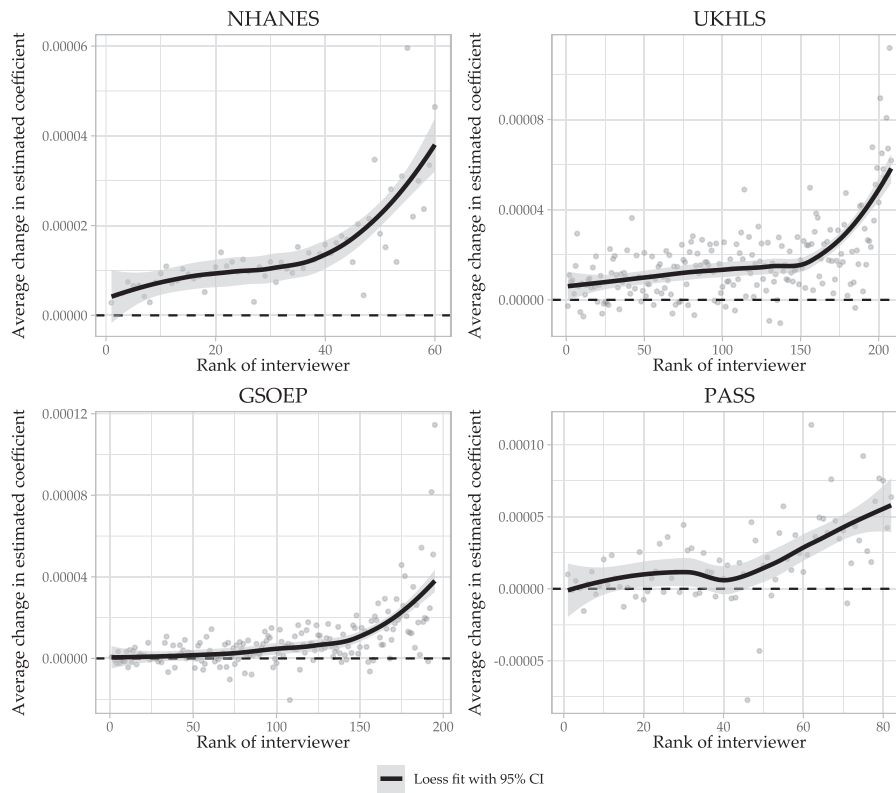 NHANES
Average change in estimated coefficient
0.00006
0.00004
0.00002
0.00000
0 20 40 60
Rank of interviewer
UKHLS
Average change in estimated coefficient
0.00008
0.00004
0.00000
0 50 100 150 200
Rank of interviewer
GSOEP
Average change in estimated coefficient
0.00012
0.00008
0.00004
0.00000
0 50 100 150 200
Rank of interviewer
PASS
Average change in estimated coefficient
0.00010
0.00005
0.00000
-0.00005
0 20 40 60 80
Rank of interviewer
Loess fit with 95% CI